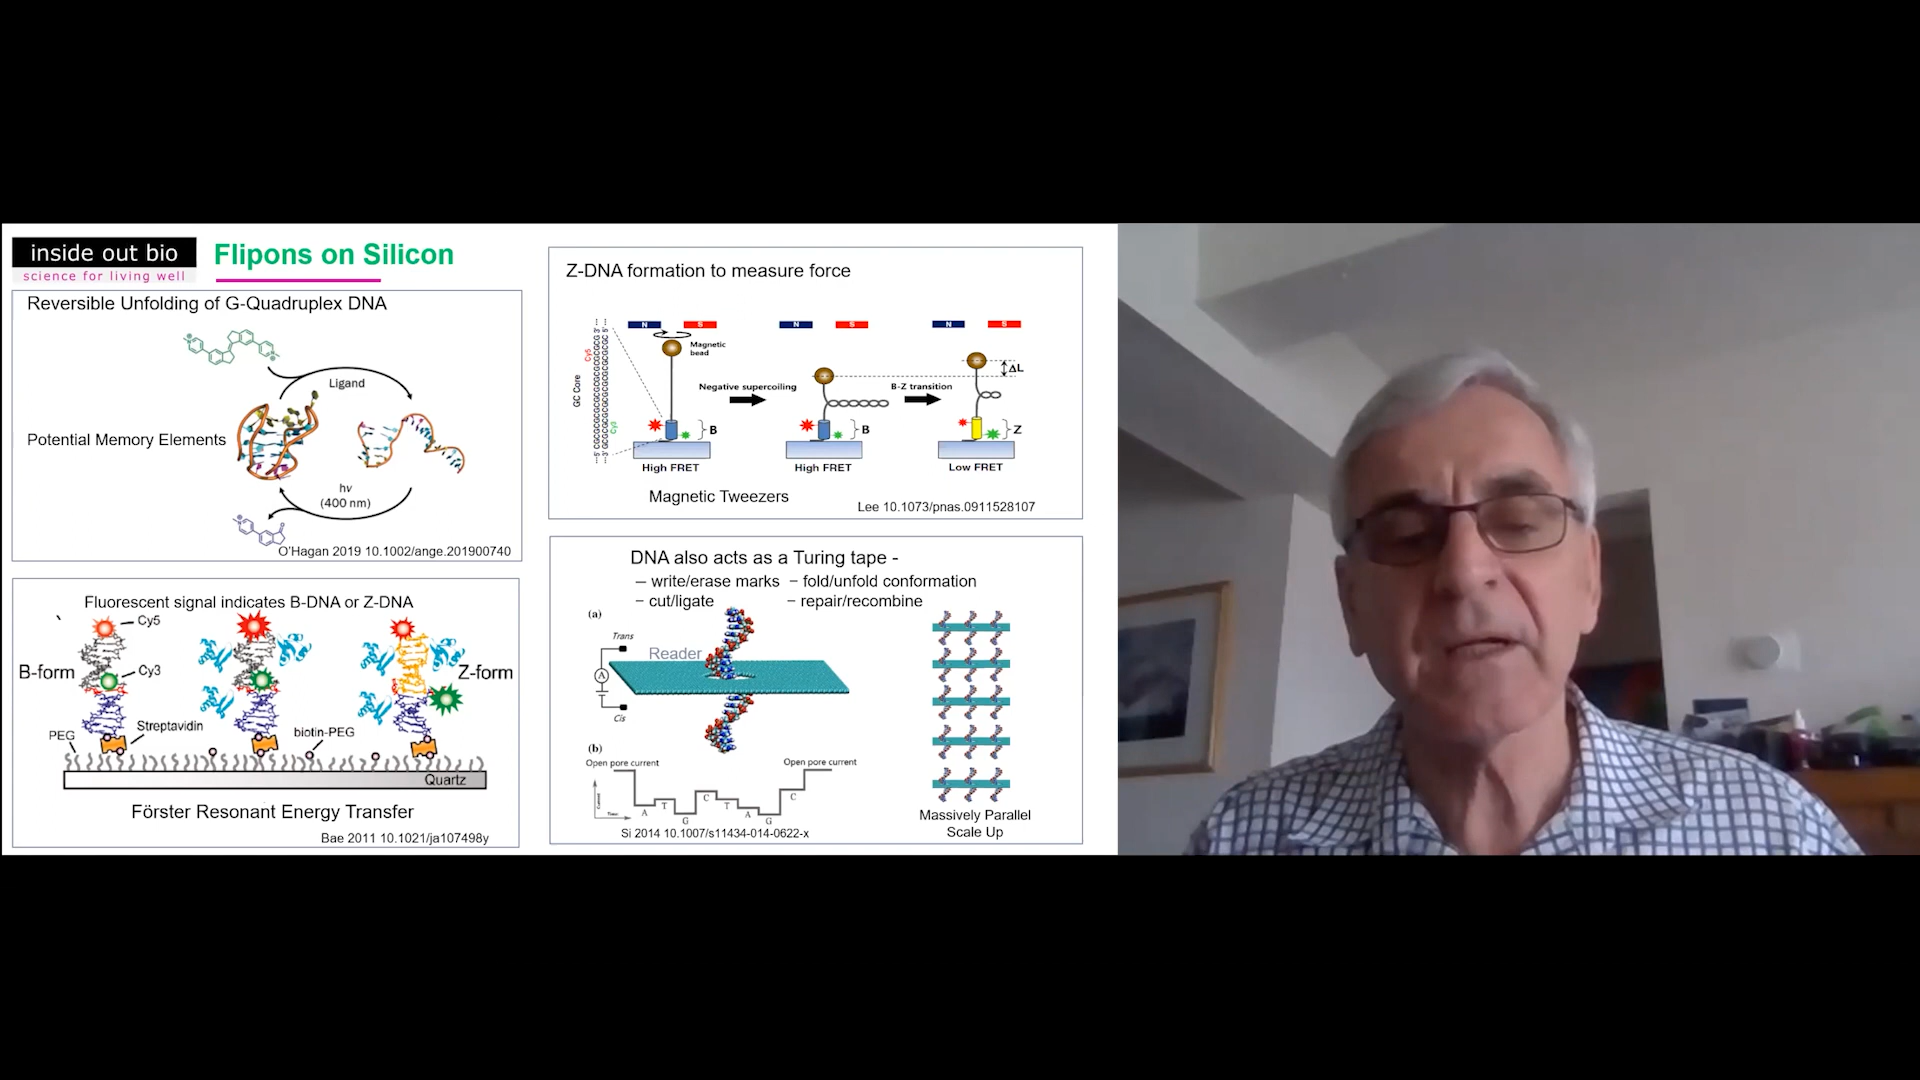 inside out bio
science for living well
Flipons on Silicon
Reversible Unfolding of G-Quadruplex DNA
Ligand
Potential Memory Elements
hv
(400 nm)
O'Hagan 2019 10.1002/ange.201900740
Fluorescent signal indicates B-DNA or Z-DNA
Cy5
B-form
Cy3
Z-form
Streptavidin
PEG
biotin-PEG
Quartz
Förster Resonant Energy Transfer
Bae 2011 10.1021/ja107498y
Z-DNA formation to measure force
N S N S N S
Magnetic
bead
Cy5
GC Core
Cy3
Negative supercoiling
B-Z transition
ΔL
B B Z
High FRET High FRET Low FRET
Magnetic Tweezers
Lee 10.1073/pnas.0911528107
DNA also acts as a Turing tape -
– write/erase marks – fold/unfold conformation
– cut/ligate – repair/recombine
(a)
Trans
Reader
A
Cis
(b)
Open pore current Open pore current
Current
Time
A T G C T A G C
Si 2014 10.1007/s11434-014-0622-x
Massively Parallel
Scale Up